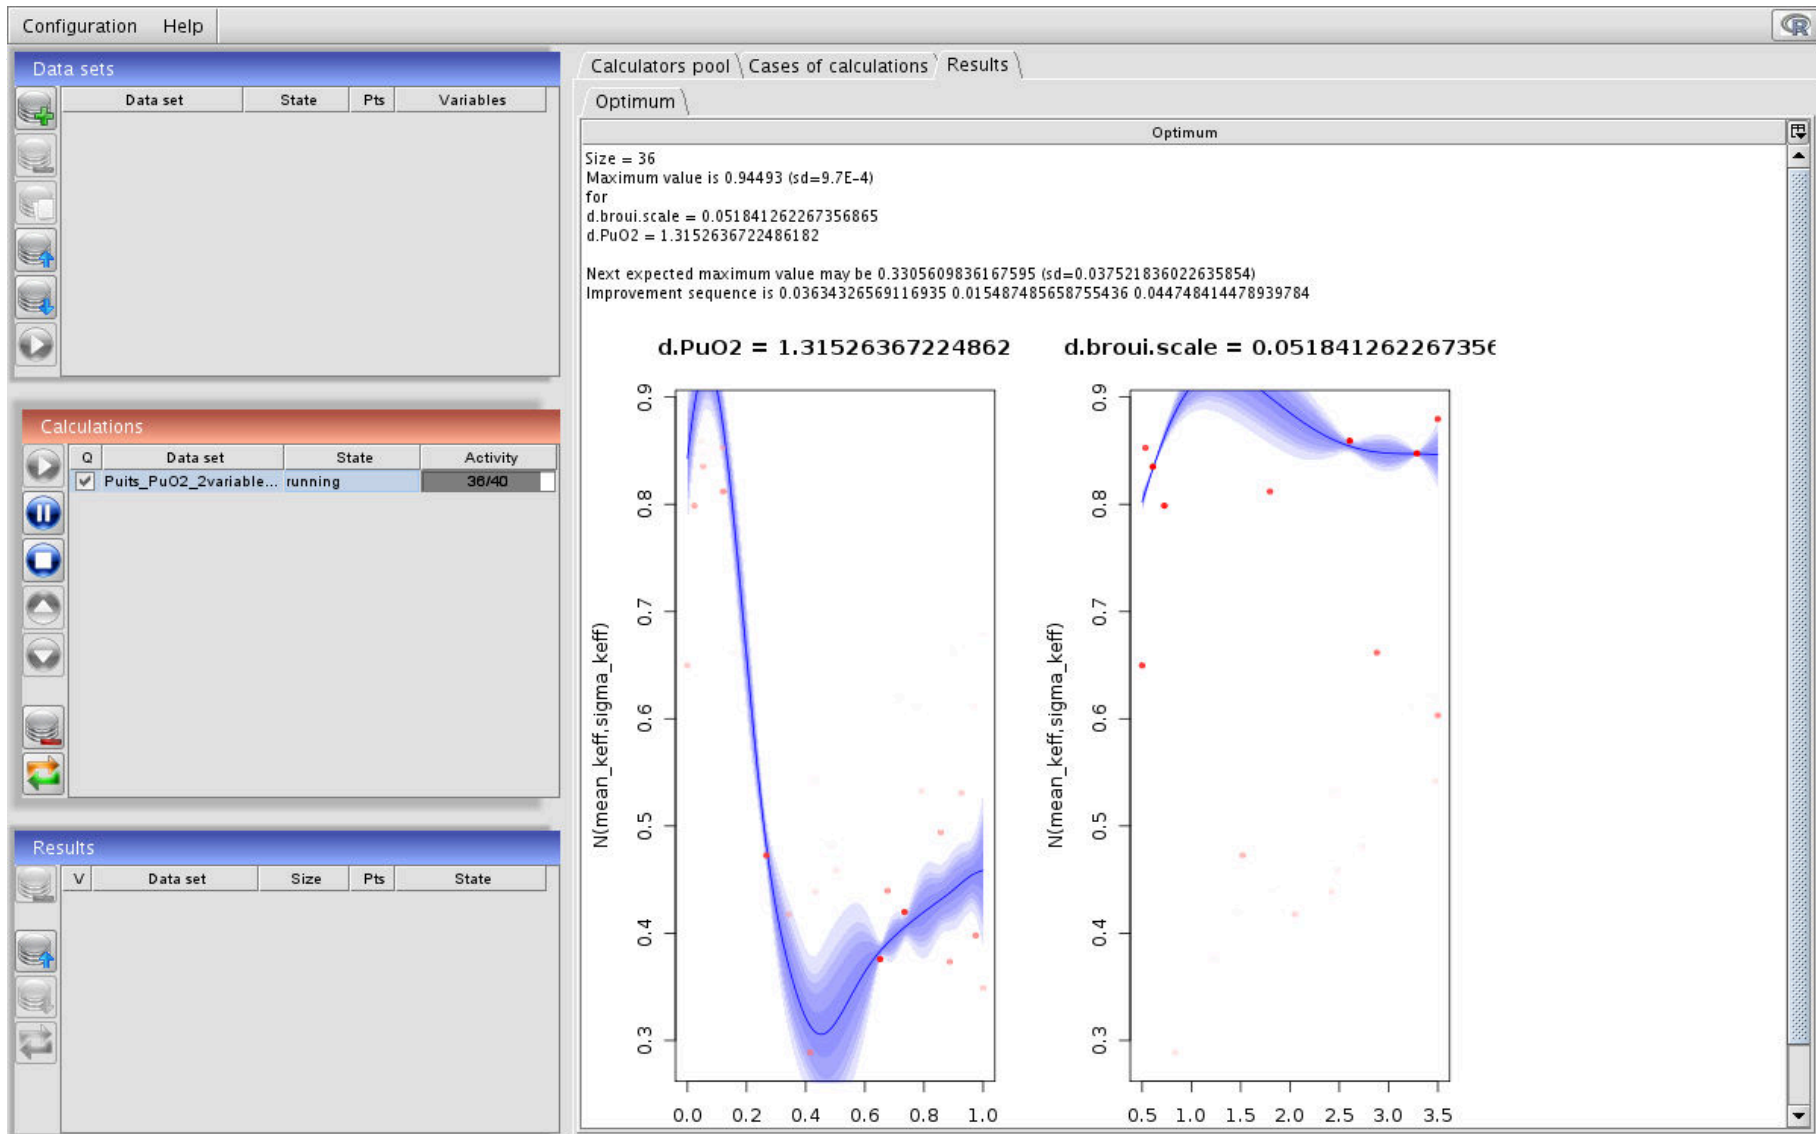 Configuration Help
R
Data sets
Data set State Pts Variables
Calculations
Q Data set State Activity
Puits_PuO2_2variable... running 36/40
Results
V Data set Size Pts State
Calculators pool Cases of calculations Results
Optimum
Optimum
Size = 36
Maximum value is 0.94493 (sd=9.7E-4)
for
d.broui.scale = 0.051841262267356865
d.PuO2 = 1.3152636722486182
Next expected maximum value may be 0.3305609836167595 (sd=0.037521836022635854)
Improvement sequence is 0.03634326569116935 0.015487485658755436 0.044748414478939784
d.PuO2 = 1.31526367224862
N(mean_keff,sigma_keff)
0.9
0.8
0.7
0.6
0.5
0.4
0.3
0.0 0.2 0.4 0.6 0.8 1.0
d.broui.scale = 0.051841262267356
N(mean_keff,sigma_keff)
0.9
0.8
0.7
0.6
0.5
0.4
0.3
0.5 1.0 1.5 2.0 2.5 3.0 3.5